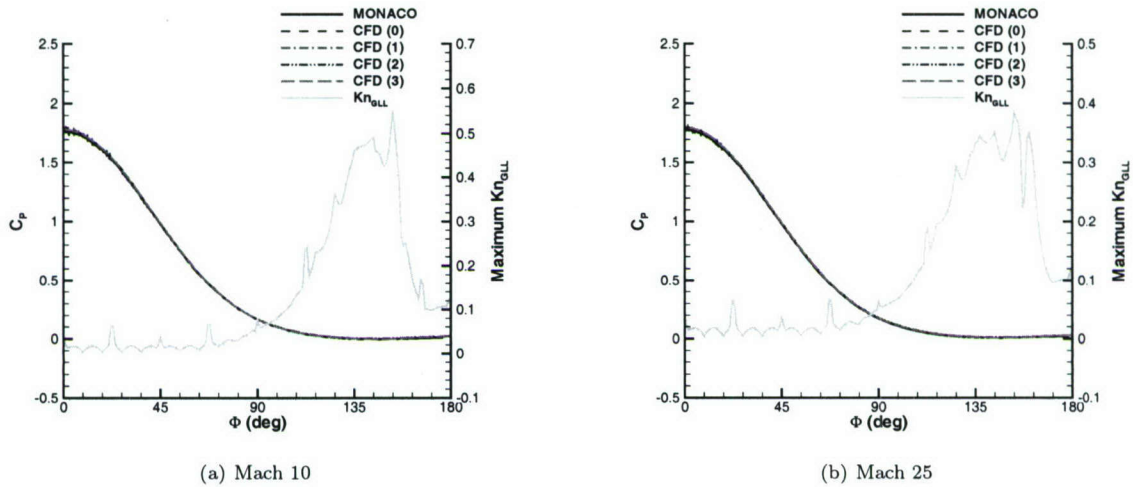 MONACO
CFD (0)
CFD (1)
CFD (2)
CFD (3)
Kn_GLL
2.5
2
1.5
1
0.5
0
-0.5
C_P
0.7
0.6
0.5
0.4
0.3
0.2
0.1
0
-0.1
Maximum Kn_GLL
0 45 90 135 180
Φ (deg)
(a) Mach 10
MONACO
CFD (0)
CFD (1)
CFD (2)
CFD (3)
Kn_GLL
2.5
2
1.5
1
0.5
0
-0.5
C_P
0.5
0.4
0.3
0.2
0.1
0
-0.1
Maximum Kn_GLL
0 45 90 135 180
Φ (deg)
(b) Mach 25